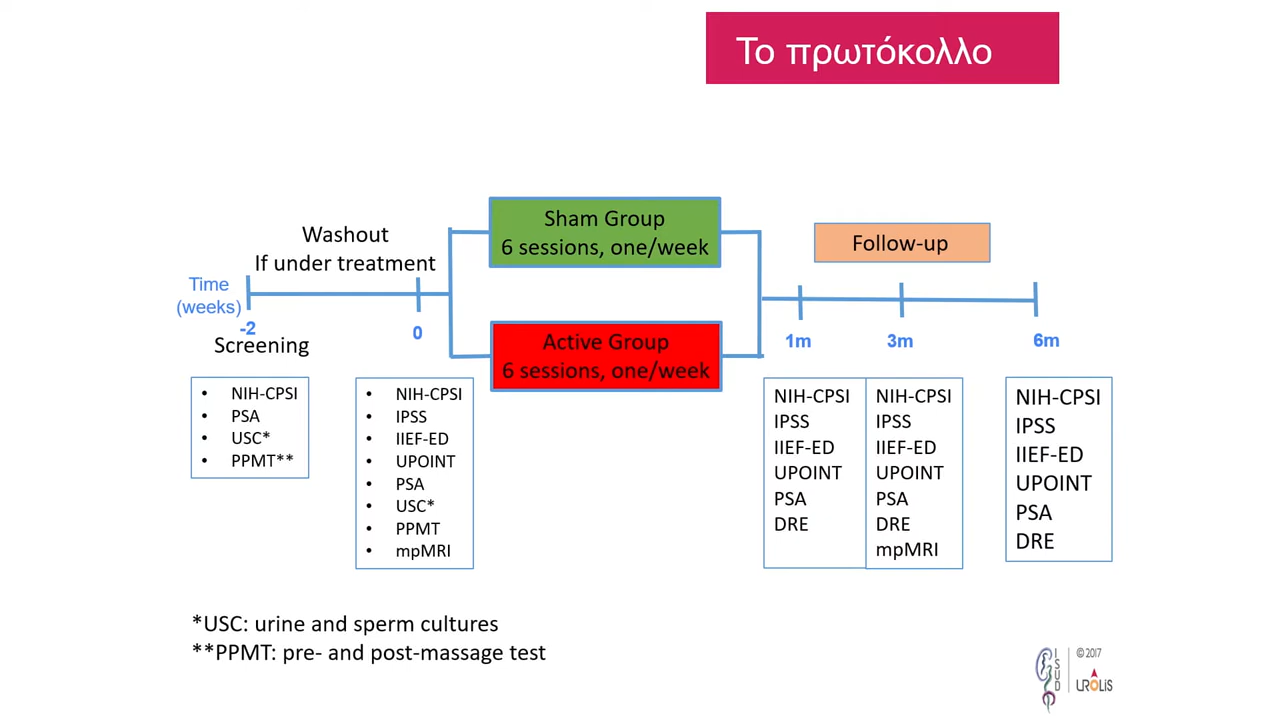 Το πρωτόκολλο
Sham Group
6 sessions, one/week
Washout
If under treatment
Follow-up
Time
(weeks)
-2
0
Screening
Active Group
6 sessions, one/week
1m
3m
6m
• NIH-CPSI
• PSA
• USC*
• PPMT**
• NIH-CPSI
• IPSS
• IIEF-ED
• UPOINT
• PSA
• USC*
• PPMT
• mpMRI
NIH-CPSI
IPSS
IIEF-ED
UPOINT
PSA
DRE
NIH-CPSI
IPSS
IIEF-ED
UPOINT
PSA
DRE
mpMRI
NIH-CPSI
IPSS
IIEF-ED
UPOINT
PSA
DRE
*USC: urine and sperm cultures
**PPMT: pre- and post-massage test
ISUD
© 2017
UROLiS